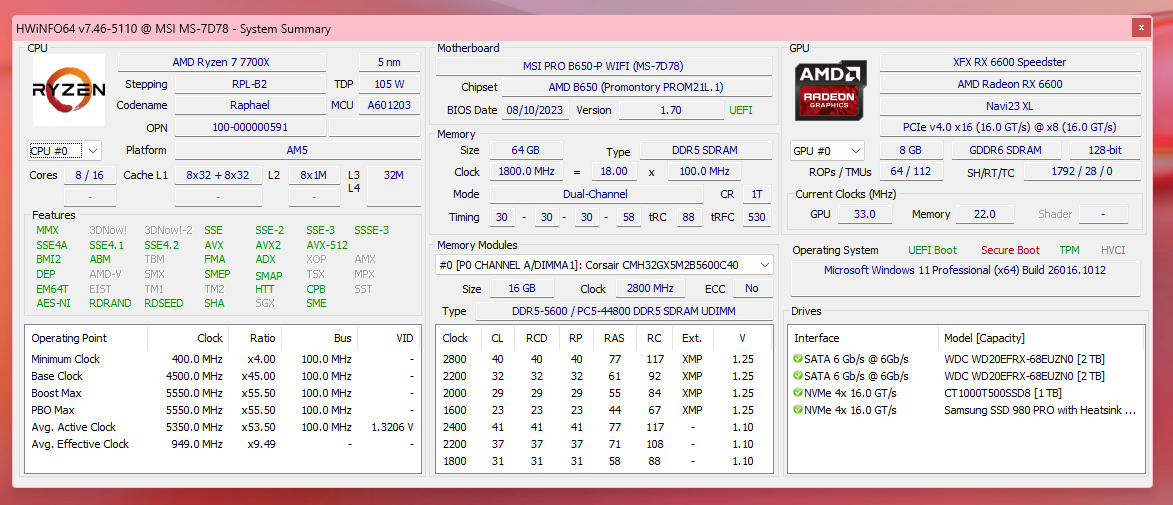 HWiNFO64 v7.46-5110 @ MSI MS-7D78 - System Summary
x
CPU
RYZEN
AMD Ryzen 7 7700X
5 nm
Stepping
RPL-B2
TDP
105 W
Codename
Raphael
MCU
A601203
OPN
100-000000591
CPU #0
Platform
AM5
Cores
8 / 16
Cache L1
8x32 + 8x32
L2
8x1M
L3
32M
-
-
-
L4
Features
MMX 3DNow! 3DNow!-2 SSE SSE-2 SSE-3 SSSE-3
SSE4A SSE4.1 SSE4.2 AVX AVX2 AVX-512
BMI2 ABM TBM FMA ADX XOP AMX
DEP AMD-V SMX SMEP SMAP TSX MPX
EM64T EIST TM1 TM2 HTT CPB SST
AES-NI RDRAND RDSEED SHA SGX SME
Operating Point Clock Ratio Bus VID
Minimum Clock 400.0 MHz x4.00 100.0 MHz -
Base Clock 4500.0 MHz x45.00 100.0 MHz -
Boost Max 5550.0 MHz x55.50 100.0 MHz -
PBO Max 5550.0 MHz x55.50 100.0 MHz -
Avg. Active Clock 5350.0 MHz x53.50 100.0 MHz 1.3206 V
Avg. Effective Clock 949.0 MHz x9.49 - -
Motherboard
MSI PRO B650-P WIFI (MS-7D78)
Chipset
AMD B650 (Promontory PROM21L.1)
BIOS Date
08/10/2023
Version
1.70
UEFI
Memory
Size
64 GB
Type
DDR5 SDRAM
Clock
1800.0 MHz = 18.00 x 100.0 MHz
Mode
Dual-Channel
CR
1T
Timing
30 - 30 - 30 - 58 tRC 88 tRFC 530
Memory Modules
#0 [P0 CHANNEL A/DIMMA1]: Corsair CMH32GX5M2B5600C40
Size
16 GB
Clock
2800 MHz
ECC
No
Type
DDR5-5600 / PC5-44800 DDR5 SDRAM UDIMM
Clock CL RCD RP RAS RC Ext. V
2800 40 40 40 77 117 XMP 1.25
2200 32 32 32 61 92 XMP 1.25
2000 29 29 29 55 84 XMP 1.25
1600 23 23 23 44 67 XMP 1.25
2400 41 41 41 77 117 - 1.10
2200 37 37 37 71 108 - 1.10
1800 31 31 31 58 88 - 1.10
GPU
AMD
RADEON
GRAPHICS
XFX RX 6600 Speedster
AMD Radeon RX 6600
Navi23 XL
PCIe v4.0 x16 (16.0 GT/s) @ x8 (16.0 GT/s)
GPU #0
8 GB
GDDR6 SDRAM
128-bit
ROPs / TMUs
64 / 112
SH/RT/TC
1792 / 28 / 0
Current Clocks (MHz)
GPU
33.0
Memory
22.0
Shader
-
Operating System
UEFI Boot
Secure Boot
TPM
HVCI
Microsoft Windows 11 Professional (x64) Build 26016.1012
Drives
Interface Model [Capacity]
SATA 6 Gb/s @ 6Gb/s WDC WD20EFRX-68EUZN0 [2 TB]
SATA 6 Gb/s @ 6Gb/s WDC WD20EFRX-68EUZN0 [2 TB]
NVMe 4x 16.0 GT/s CT1000T500SSD8 [1 TB]
NVMe 4x 16.0 GT/s Samsung SSD 980 PRO with Heatsink ...